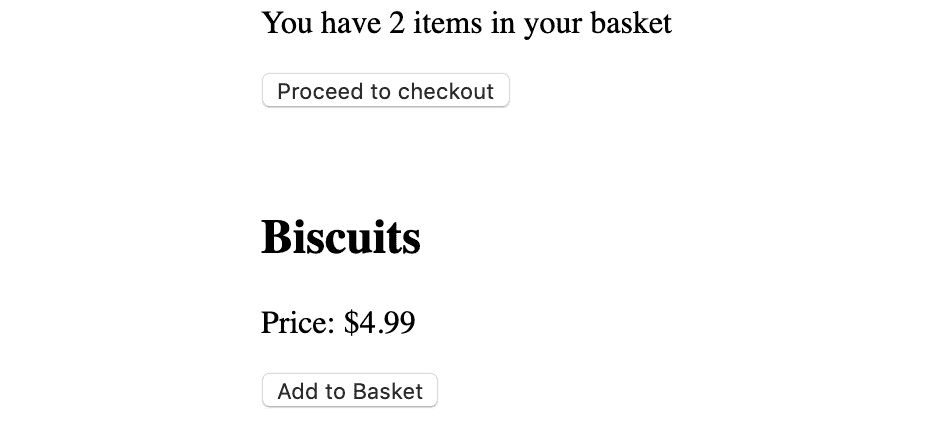 You have 2 items in your basket
Proceed to checkout
Biscuits
Price: $4.99
Add to Basket